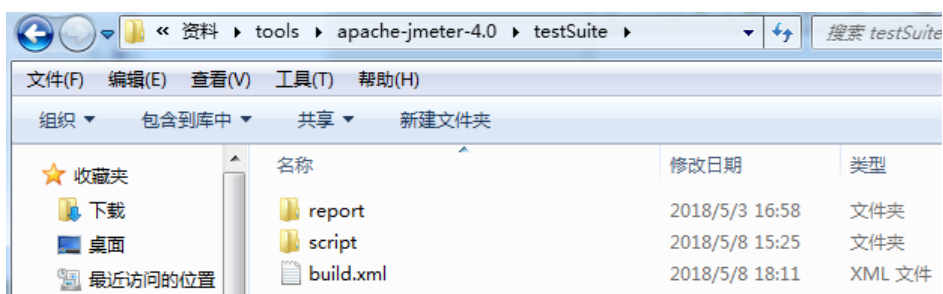 « 资料 ▸ tools ▸ apache-jmeter-4.0 ▸ testSuite ▸ 搜索 testSuite
文件(F) 编辑(E) 查看(V) 工具(T) 帮助(H)
组织 ▼ 包含到库中 ▼ 共享 ▼ 新建文件夹
收藏夹 名称 修改日期 类型
下载 report 2018/5/3 16:58 文件夹
桌面 script 2018/5/8 15:25 文件夹
最近访问的位置 build.xml 2018/5/8 18:11 XML 文件